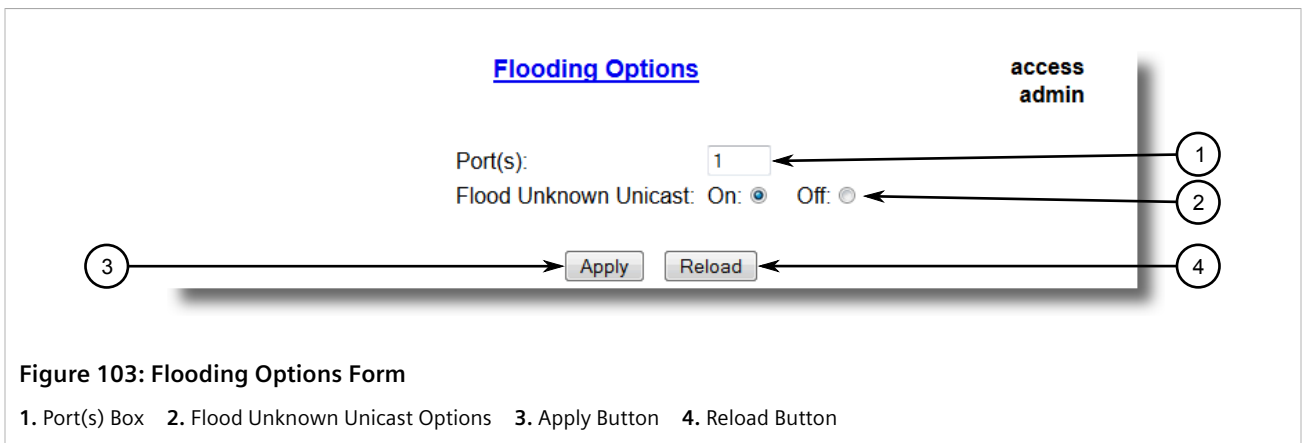 Flooding Options
access
admin
Port(s): 1
1
Flood Unknown Unicast: On: Off:
2
3
Apply Reload
4
Figure 103: Flooding Options Form
1. Port(s) Box 2. Flood Unknown Unicast Options 3. Apply Button 4. Reload Button